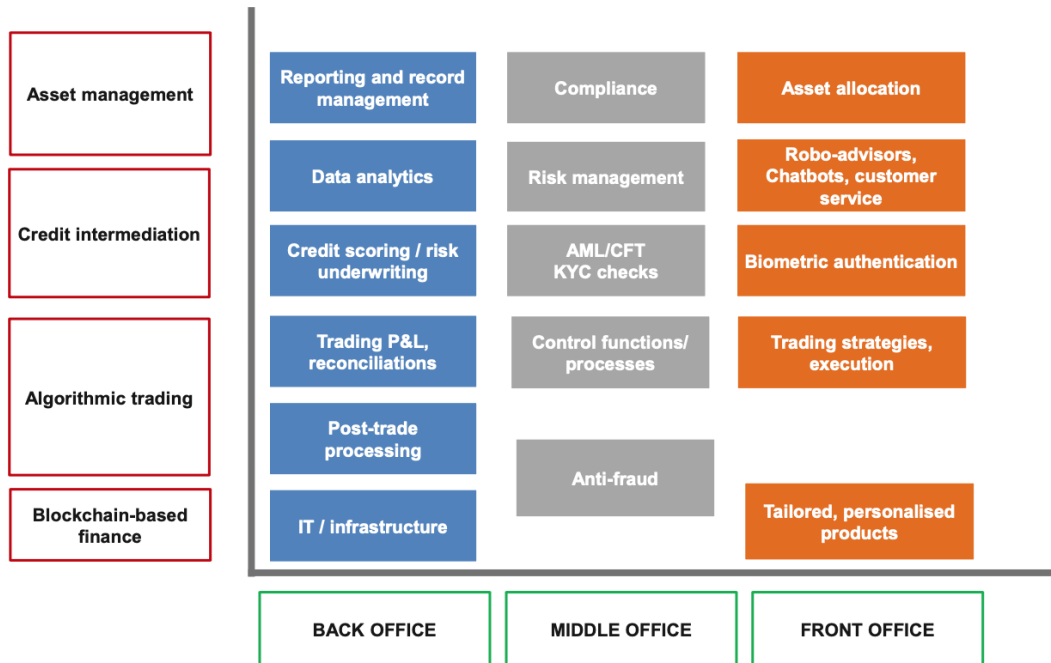 Asset management
Reporting and record
management
Compliance
Asset allocation
Credit intermediation
Data analytics
Risk management
Robo-advisors,
Chatbots, customer
service
Credit scoring / risk
underwriting
AML/CFT
KYC checks
Biometric authentication
Algorithmic trading
Trading P&L,
reconciliations
Control functions/
processes
Trading strategies,
execution
Post-trade
processing
Anti-fraud
Blockchain-based
finance
IT / infrastructure
Tailored, personalised
products
BACK OFFICE
MIDDLE OFFICE
FRONT OFFICE